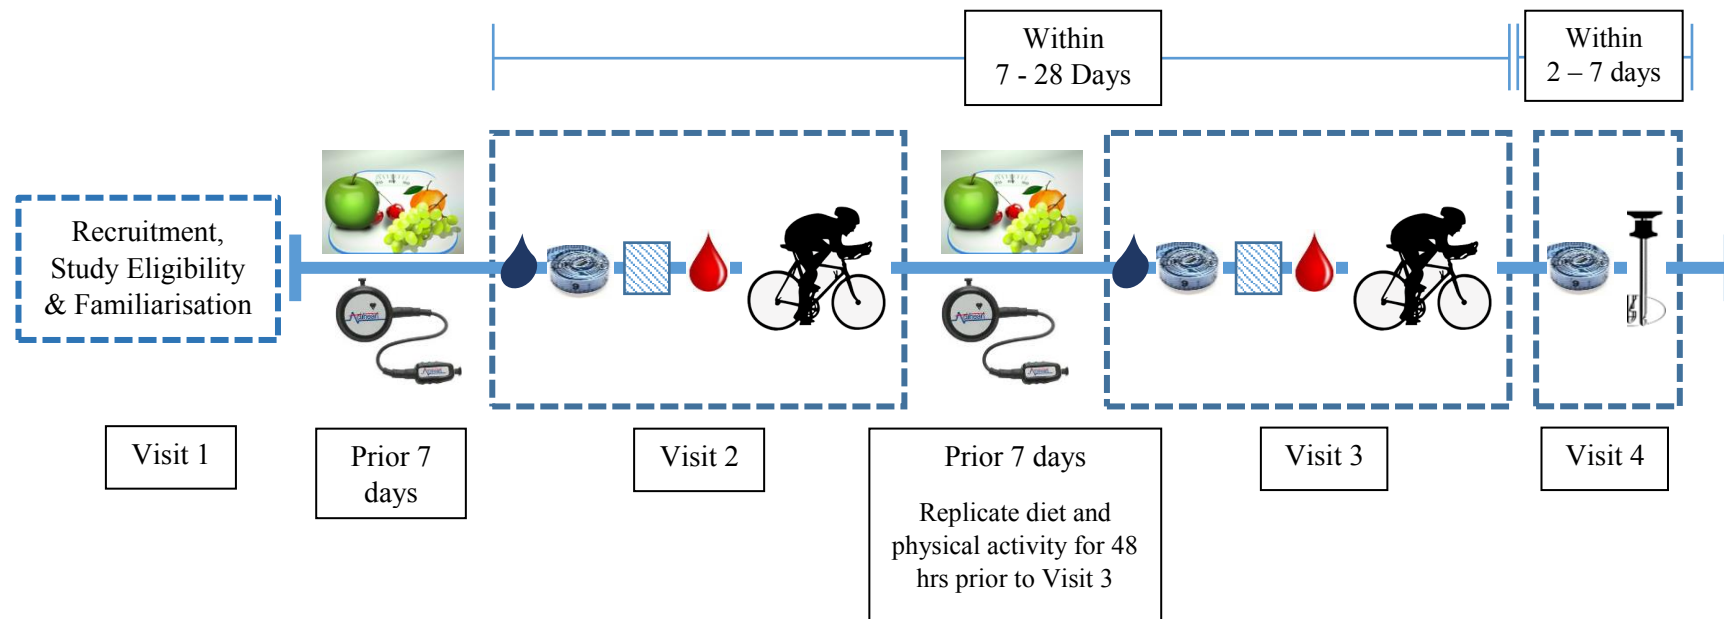 Within
7 - 28 Days
Within
2 – 7 days
Recruitment,
Study Eligibility
& Familiarisation
Visit 1
Prior 7
days
Visit 2
Prior 7 days
Replicate diet and
physical activity for 48
hrs prior to Visit 3
Visit 3
Visit 4